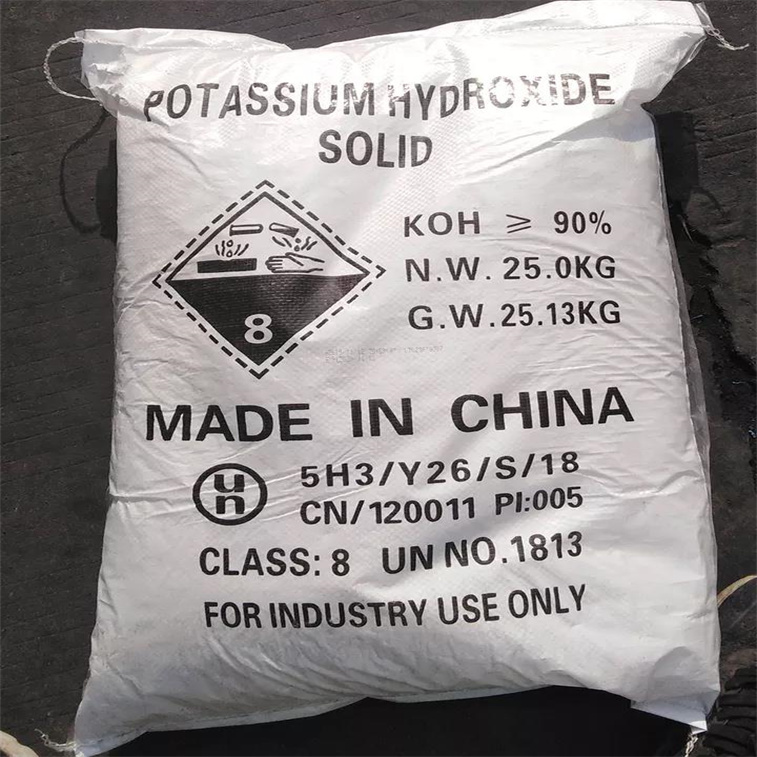 POTASSIUM HYDROXIDE
SOLID
KOH ≥ 90%
N.W. 25.0KG
G.W. 25.13KG
8
MADE IN CHINA
un
5H3/Y26/S/18
CN/120011 PI:005
CLASS: 8 UN NO.1813
FOR INDUSTRY USE ONLY